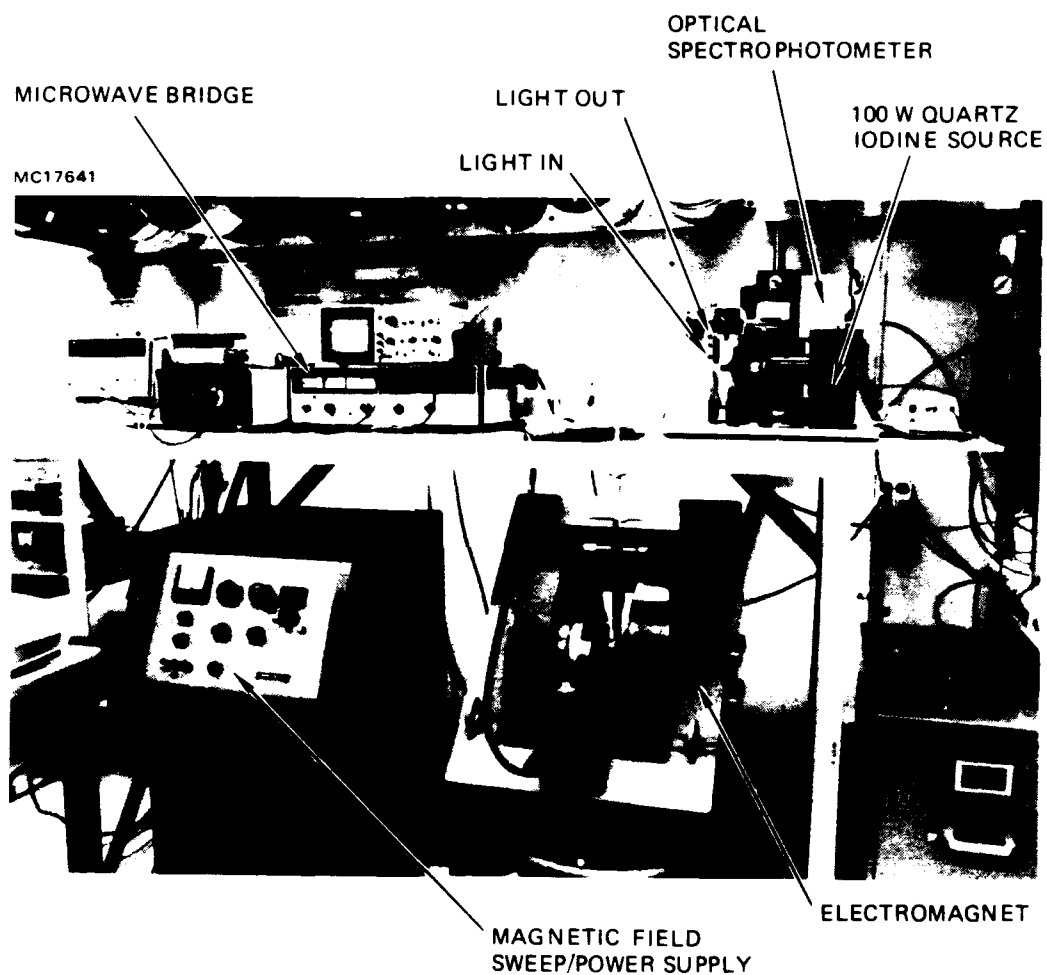 OPTICAL
SPECTROPHOTOMETER
MICROWAVE BRIDGE
LIGHT OUT
100 W QUARTZ
IODINE SOURCE
LIGHT IN
MC17641
ELECTROMAGNET
MAGNETIC FIELD
SWEEP/POWER SUPPLY